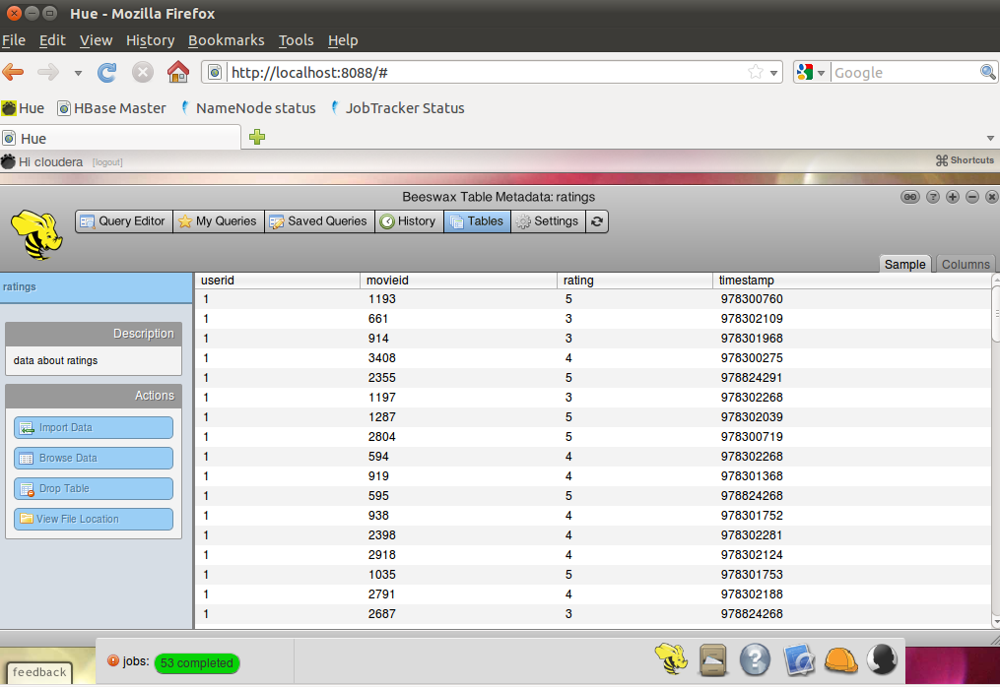 Hue - Mozilla Firefox
File Edit View History Bookmarks Tools Help
http://localhost:8088/# Google
Hue HBase Master NameNode status JobTracker Status
Hue
Hi cloudera [logout] ⌘ Shortcuts
Beeswax Table Metadata: ratings
Query Editor My Queries Saved Queries History Tables Settings
Sample Columns
ratings
Description
data about ratings
Actions
Import Data
Browse Data
Drop Table
View File Location
userid movieid rating timestamp
1 1193 5 978300760
1 661 3 978302109
1 914 3 978301968
1 3408 4 978300275
1 2355 5 978824291
1 1197 3 978302268
1 1287 5 978302039
1 2804 5 978300719
1 594 4 978302268
1 919 4 978301368
1 595 5 978824268
1 938 4 978301752
1 2398 4 978302281
1 2918 4 978302124
1 1035 5 978301753
1 2791 4 978302188
1 2687 3 978824268
jobs: 53 completed
feedback